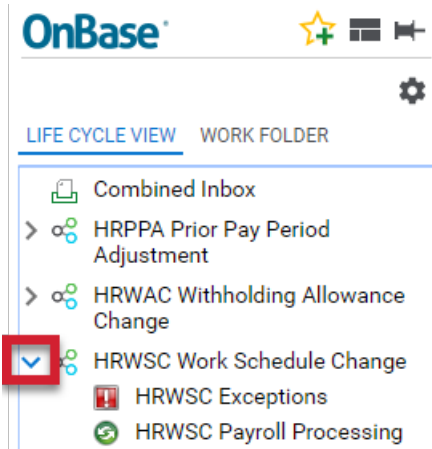 OnBase
LIFE CYCLE VIEW WORK FOLDER
Combined Inbox
HRPPA Prior Pay Period
Adjustment
HRWAC Withholding Allowance
Change
HRWSC Work Schedule Change
HRWSC Exceptions
HRWSC Payroll Processing